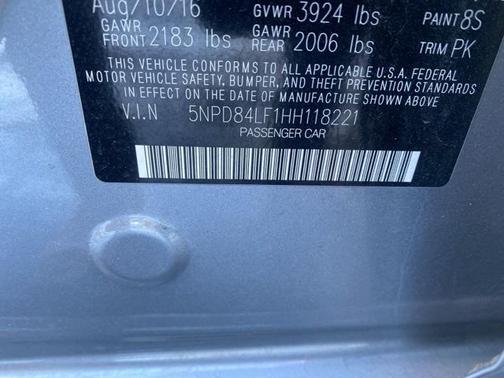 Aug/10/16 GVWR 3924 lbs PAINT 8S
GAWR FRONT 2183 lbs GAWR REAR 2006 lbs TRIM PK
THIS VEHICLE CONFORMS TO ALL APPLICABLE U.S.A. FEDERAL
MOTOR VEHICLE SAFETY, BUMPER, AND THEFT PREVENTION STANDARDS
IN EFFECT ON THE DATE OF MANUFACTURE SHOWN ABOVE.
V.I.N 5NPD84LF1HH118221
PASSENGER CAR